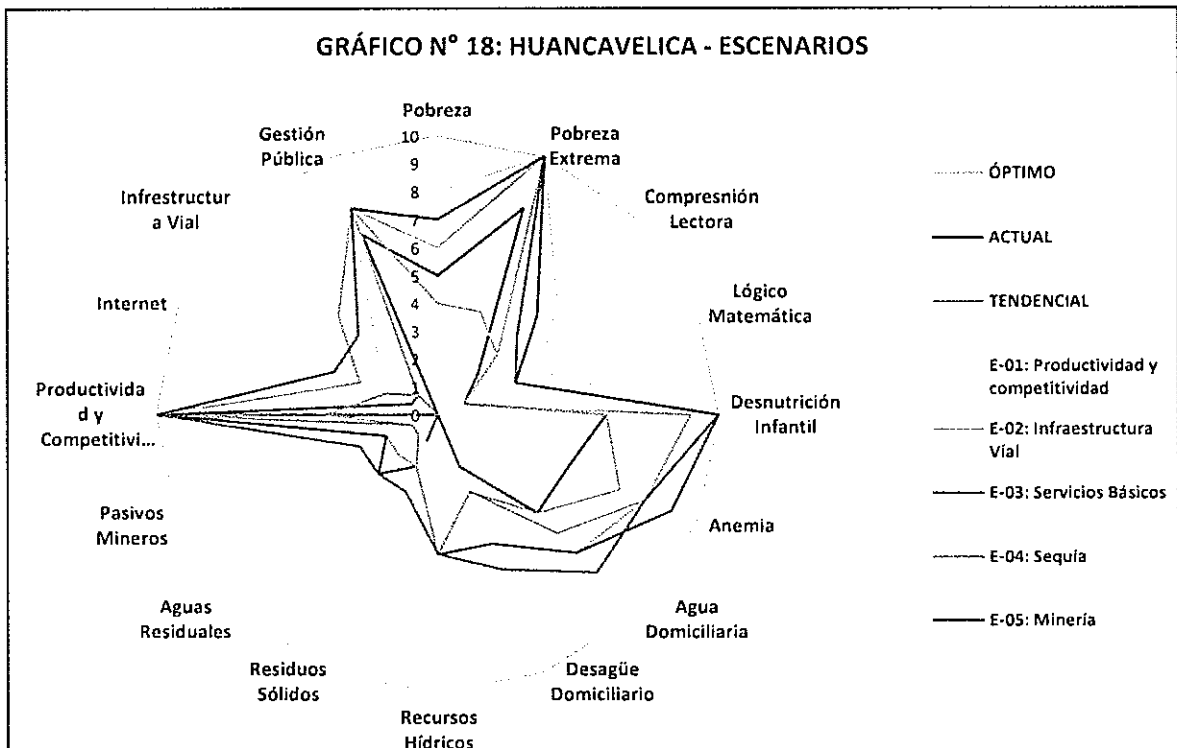 GRÁFICO N° 18: HUANCAVELICA - ESCENARIOS
Pobreza
Pobreza
Extrema
Compresnión
Lectora
Lógico
Matemática
Desnutrición
Infantil
Anemia
Agua
Domiciliaria
Desagüe
Domiciliario
Recursos
Hídricos
Residuos
Sólidos
Aguas
Residuales
Pasivos
Mineros
Productivida
d y
Competitivi...
Internet
Infrestructur
a Vial
Gestión
Pública
10
9
8
7
6
5
4
3
2
1
0
ÓPTIMO
ACTUAL
TENDENCIAL
E-01: Productividad y
competitividad
E-02: Infraestructura
Víal
E-03: Servicios Básicos
E-04: Sequía
E-05: Minería